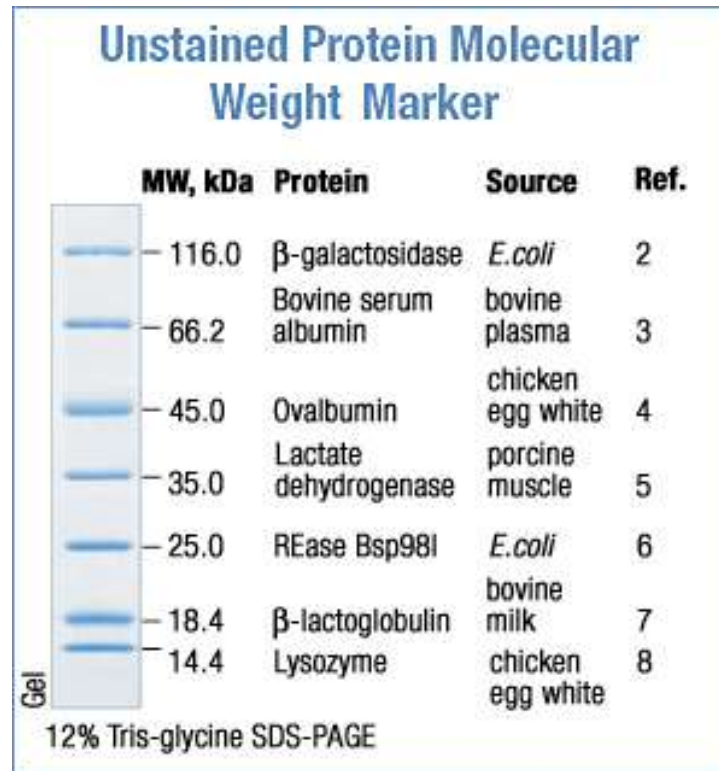 Unstained Protein Molecular
Weight Marker
MW, kDa Protein Source Ref.
116.0 β-galactosidase E.coli 2
Bovine serum bovine
66.2 albumin plasma 3
chicken
45.0 Ovalbumin egg white 4
Lactate porcine
35.0 dehydrogenase muscle 5
25.0 REase Bsp98I E.coli 6
bovine
18.4 β-lactoglobulin milk 7
14.4 Lysozyme chicken 8
egg white
Gel
12% Tris-glycine SDS-PAGE